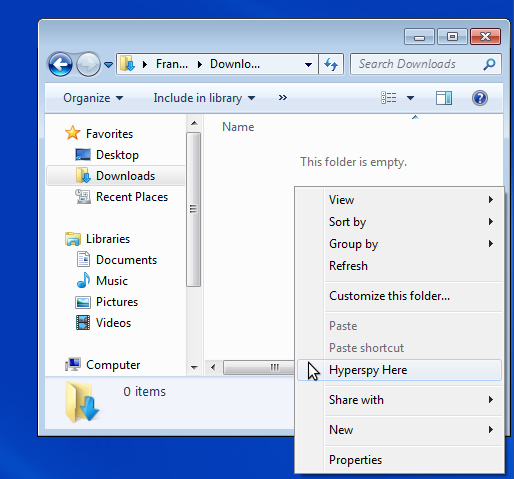 Fran... Downlo... Search Downloads
Organize Include in library »
Favorites
Desktop
Downloads
Recent Places
Libraries
Documents
Music
Pictures
Videos
Computer
Name
This folder is empty.
0 items
View
Sort by
Group by
Refresh
Customize this folder...
Paste
Paste shortcut
Hyperspy Here
Share with
New
Properties